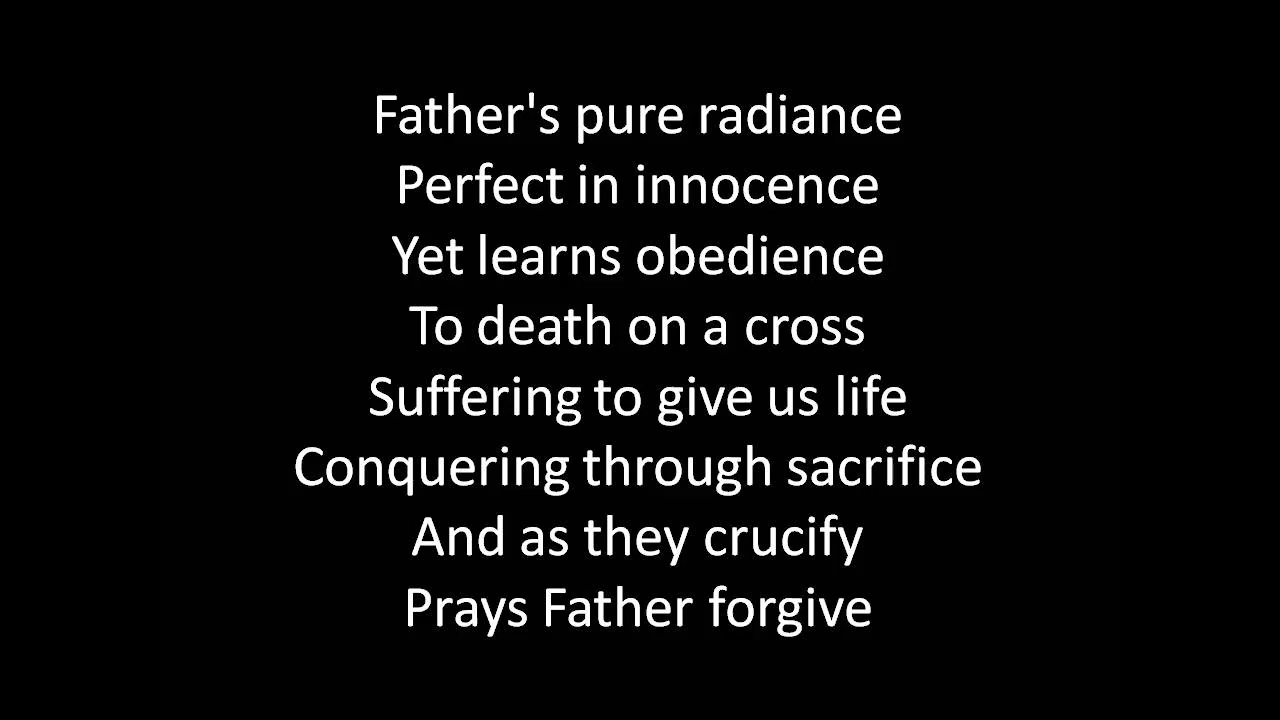 Father's pure radiance
Perfect in innocence
Yet learns obedience
To death on a cross
Suffering to give us life
Conquering through sacrifice
And as they crucify
Prays Father forgive